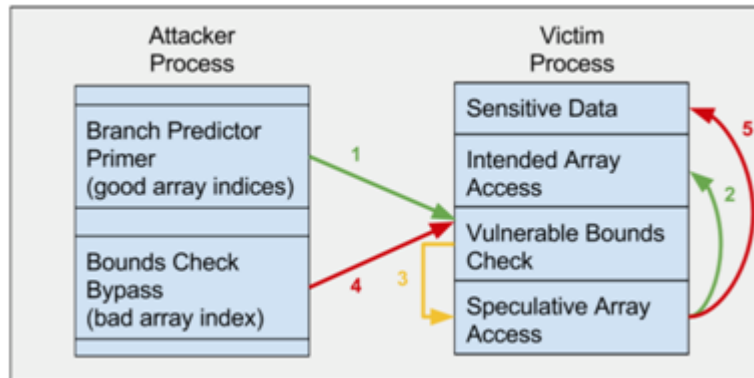 Attacker
Process
Victim
Process
Branch Predictor
Primer
(good array indices)
Bounds Check
Bypass
(bad array index)
Sensitive Data
Intended Array
Access
Vulnerable Bounds
Check
Speculative Array
Access
1
2
3
4
5